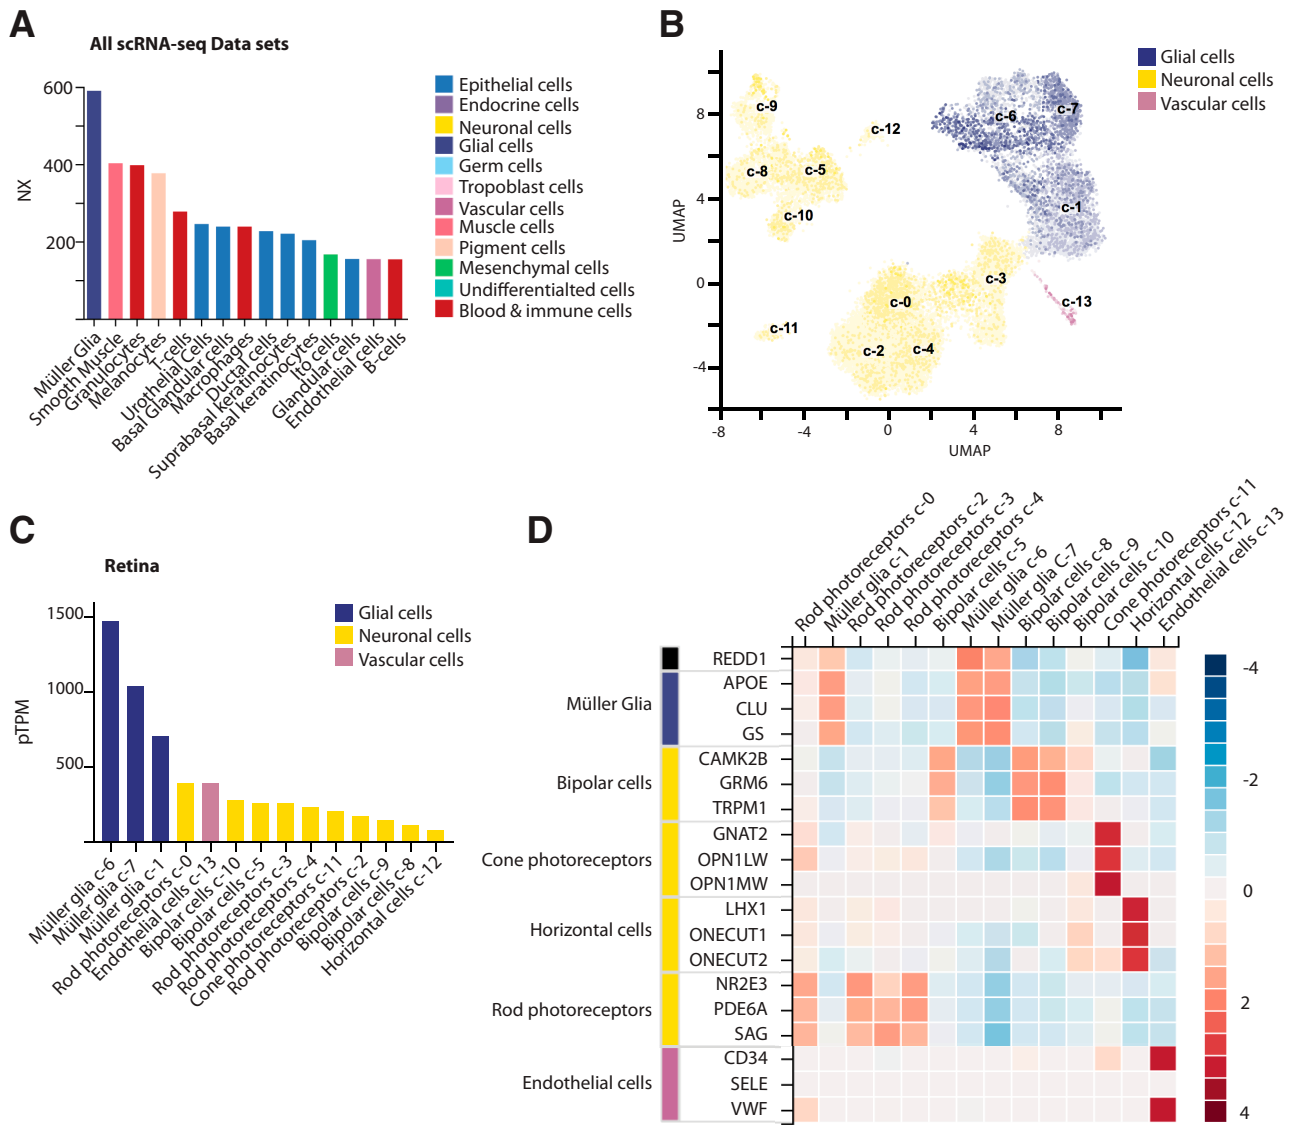 A
All scRNA-seq Data sets
NX
600
400
200
Müller Glia
Smooth Muscle
Granulocytes
Melanocytes
T-cells
Urothelial Cells
Basal Glandular cells
Macrophages
Ductal cells
Suprabasal keratinocytes
Basal keratinocytes
Ito cells
Glandular cells
Endothelial cells
B-cells
Epithelial cells
Endocrine cells
Neuronal cells
Glial cells
Germ cells
Tropoblast cells
Vascular cells
Muscle cells
Pigment cells
Mesenchymal cells
Undifferentialted cells
Blood & immune cells
B
UMAP
8
4
0
-4
-8
-4
0
4
8
UMAP
c-9
c-12
c-8
c-5
c-10
c-6
c-7
c-1
c-3
c-0
c-13
c-11
c-2
c-4
Glial cells
Neuronal cells
Vascular cells
C
Retina
pTPM
1500
1000
500
Müller glia c-6
Müller glia c-7
Müller glia c-1
Rod photoreceptors c-0
Endothelial cells c-13
Bipolar cells c-10
Bipolar cells c-5
Rod photoreceptors c-3
Rod photoreceptors c-4
Cone photoreceptors c-11
Rod photoreceptors c-2
Bipolar cells c-9
Bipolar cells c-8
Horizontal cells c-12
Glial cells
Neuronal cells
Vascular cells
D
Rod photoreceptors c-0
Müller glia c-1
Rod photoreceptors c-2
Rod photoreceptors c-3
Rod photoreceptors c-4
Bipolar cells c-5
Müller glia c-6
Müller glia C-7
Bipolar cells c-8
Bipolar cells c-9
Bipolar cells c-10
Cone photoreceptors c-11
Horizontal cells c-12
Endothelial cells c-13
REDD1
Müller Glia
APOE
CLU
GS
Bipolar cells
CAMK2B
GRM6
TRPM1
Cone photoreceptors
GNAT2
OPN1LW
OPN1MW
Horizontal cells
LHX1
ONECUT1
ONECUT2
Rod photoreceptors
NR2E3
PDE6A
SAG
Endothelial cells
CD34
SELE
VWF
-4
-2
0
2
4